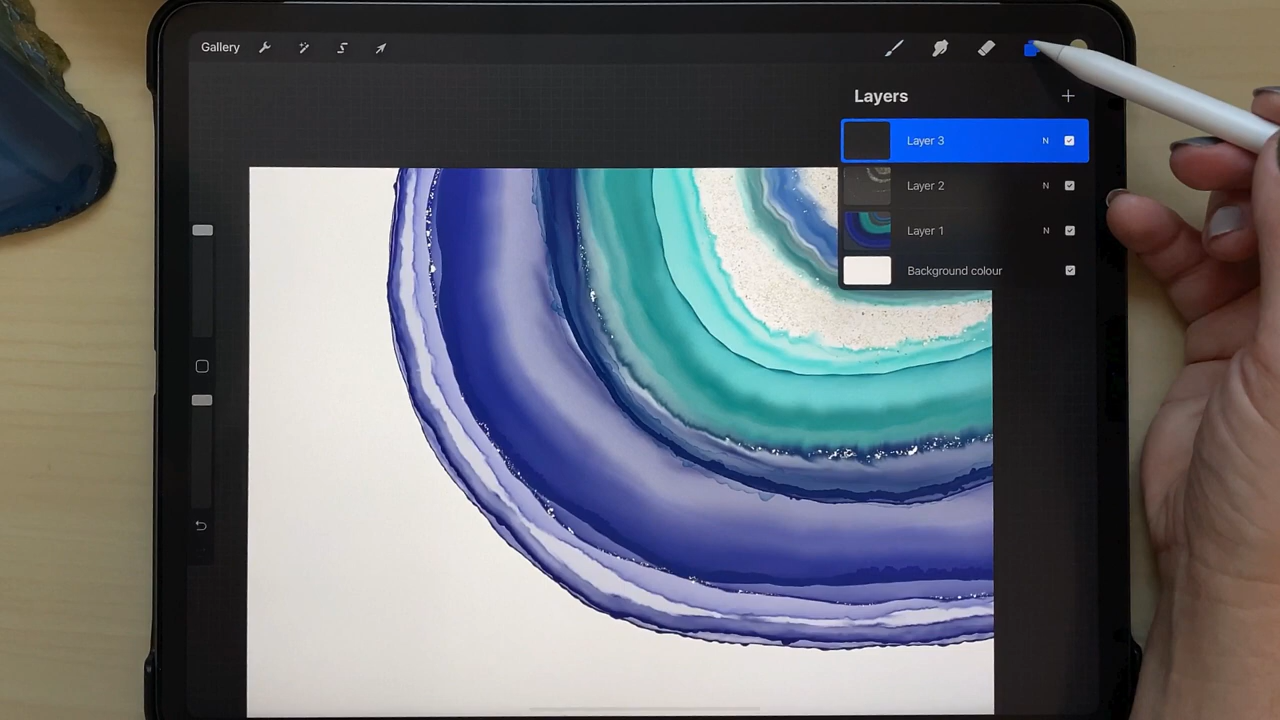 Gallery
Layers
Layer 3 N
Layer 2 N
Layer 1 N
Background colour